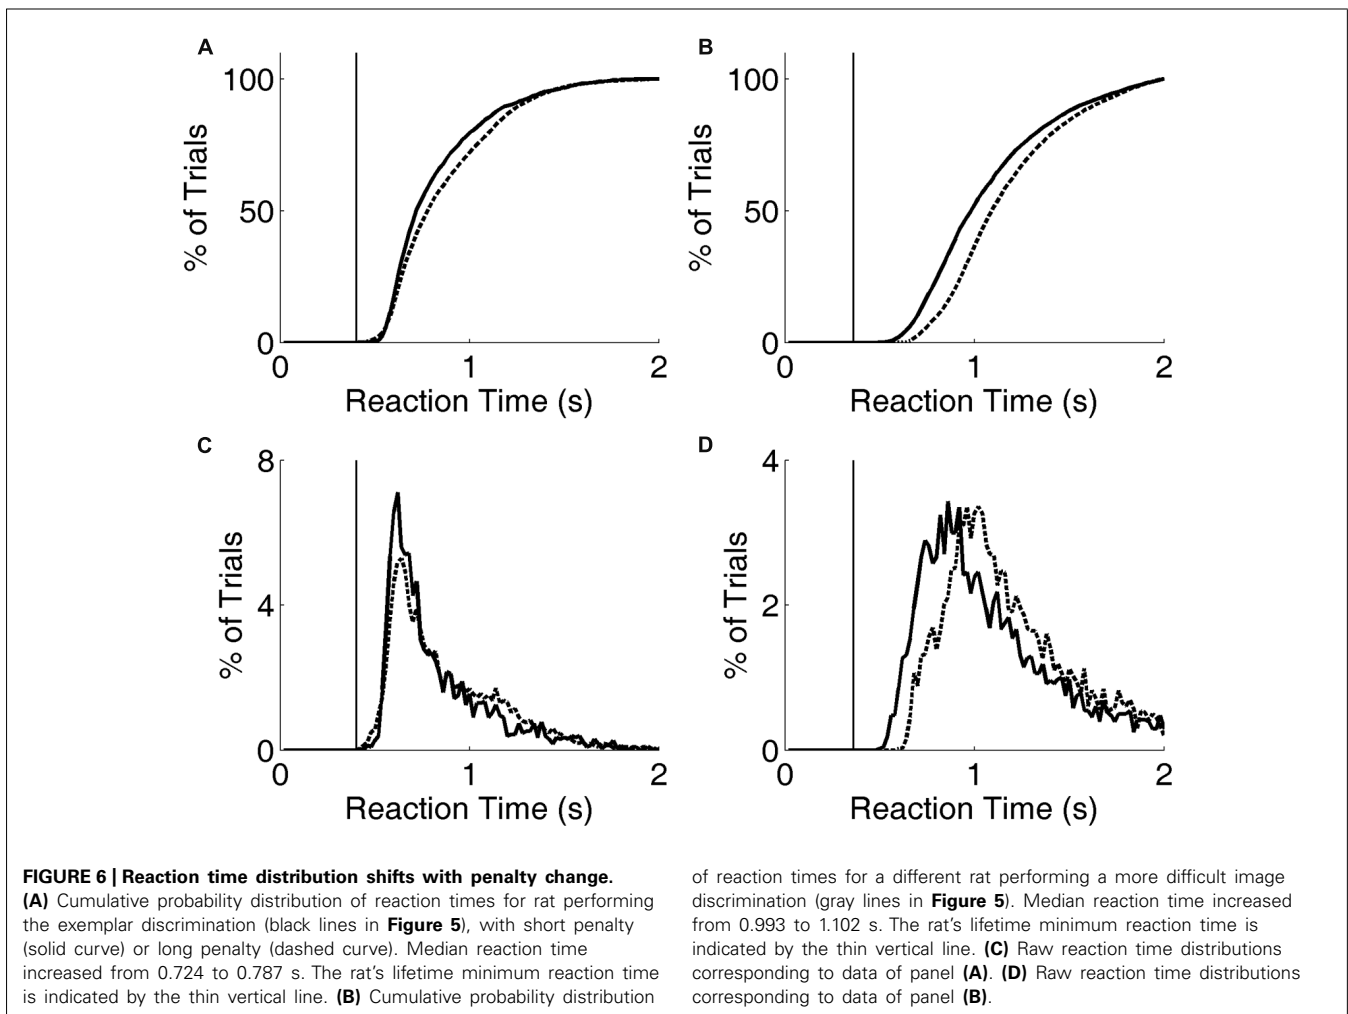 A
100
50
0
% of Trials
0 1 2
Reaction Time (s)
B
100
50
0
% of Trials
0 1 2
Reaction Time (s)
C
8
4
0
% of Trials
0 1 2
Reaction Time (s)
D
4
2
0
% of Trials
0 1 2
Reaction Time (s)
FIGURE 6 | Reaction time distribution shifts with penalty change.
(A) Cumulative probability distribution of reaction times for rat performing
the exemplar discrimination (black lines in Figure 5), with short penalty
(solid curve) or long penalty (dashed curve). Median reaction time
increased from 0.724 to 0.787 s. The rat's lifetime minimum reaction time
is indicated by the thin vertical line. (B) Cumulative probability distribution
of reaction times for a different rat performing a more difficult image
discrimination (gray lines in Figure 5). Median reaction time increased
from 0.993 to 1.102 s. The rat's lifetime minimum reaction time is
indicated by the thin vertical line. (C) Raw reaction time distributions
corresponding to data of panel (A). (D) Raw reaction time distributions
corresponding to data of panel (B).